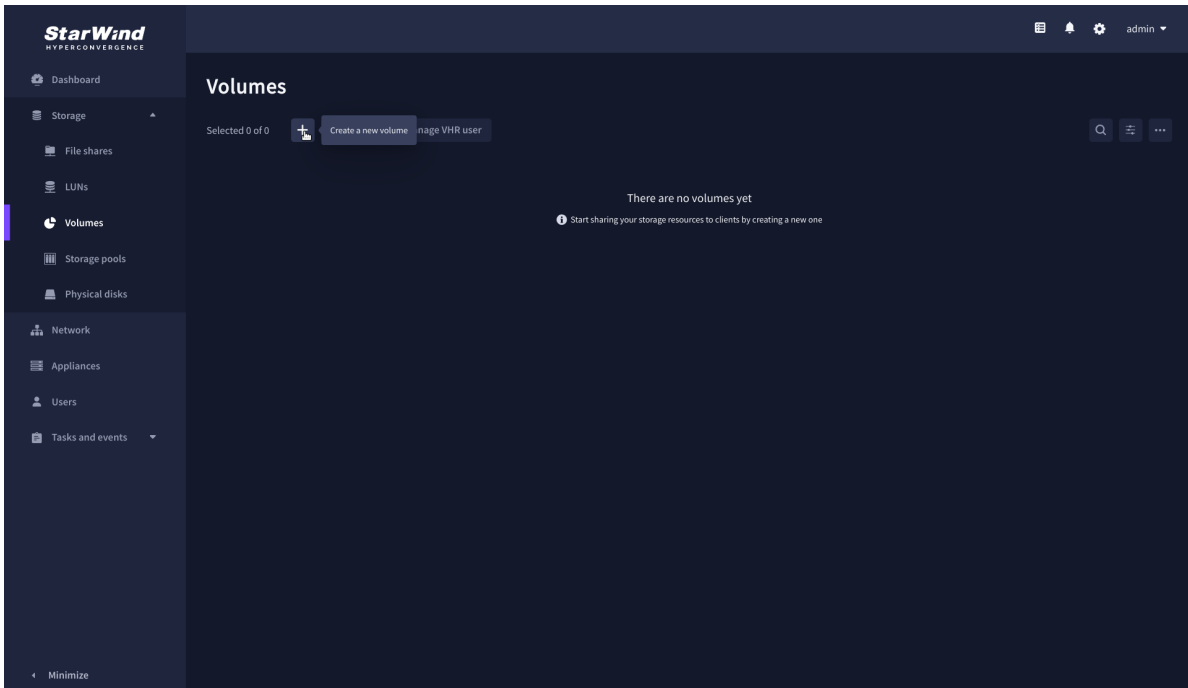 StarWind
HYPERCONVERGENCE
admin
Dashboard
Storage
File shares
LUNs
Volumes
Storage pools
Physical disks
Network
Appliances
Users
Tasks and events
Minimize
Volumes
Selected 0 of 0
Create a new volume
nage VHR user
There are no volumes yet
Start sharing your storage resources to clients by creating a new one